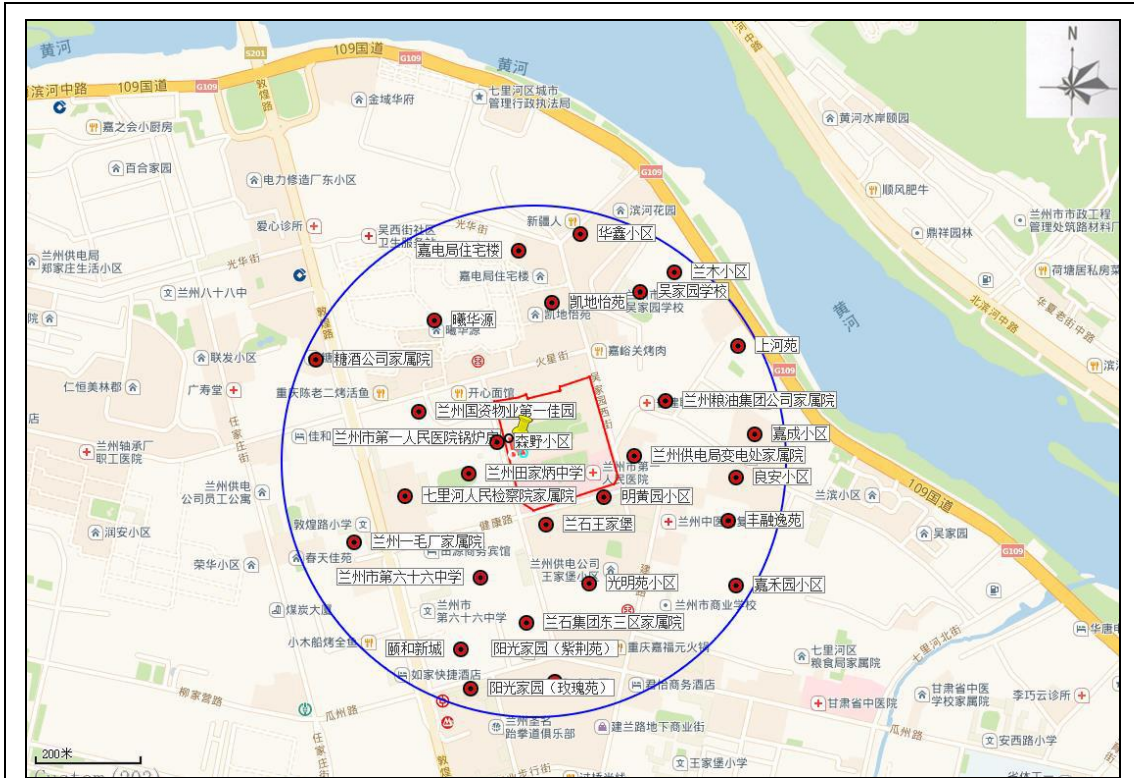 黄河
109国道
G109
黄河
N
S201
滨河中路
109国道
G109
敦煌路
金域华府
七里河区城市
管理行政执法局
嘉之会小厨房
黄河水岸颐园
百合家园
电力修造厂东小区
G109
顺风肥牛
滨河花园
新疆人
兰州市市政工程
管理处筑路材料厂
爱心诊所
吴西街社区
光华街
华鑫小区
鼎祥园林
兰州供电局
郑家庄生活小区
嘉电局住宅楼
嘉电局住宅楼
兰木小区
荷塘居私房菜
光华街
兰州八十八中
凯地怡苑
吴家园学校
吴家园学校
凯地怡苑
北滨河中路
华夏老街中路
黄河
曦华源
曦华源
敦煌路
上河苑
联发小区
糖酒公司家属院
火星街
嘉峪关烤肉
仁恒美林郡
广寿堂
重庆陈老二烤活鱼
开心面馆
吴家园西街
G109
兰州粮油集团公司家属院
兰州国资物业第一佳园
任家庄街
嘉成小区
兰州市第一人民医院锅炉房
森野小区
兰州轴承厂
职工医院
兰州供电局变电处家属院
兰州田家炳中学
兰州市第一
人民医院
良安小区
109国道
兰州供电
公司员工公寓
七里河人民检察院家属院
明黄园小区
兰滨小区
润安小区
敦煌路小学
健康路
兰石王家堡
丰融逸苑
吴家园
兰州一毛厂家属院
田源商务宾馆
G109
荣华小区
春天佳苑
兰州供电公司
王家堡小区
兰州市第六十六中学
光明苑小区
嘉禾园小区
煤炭大厦
兰州市
第六十六中学
兰州市商业学校
兰石集团东三区家属院
小木船烤全鱼
七里河北街
颐和新城
阳光家园（紫荆苑）
重庆嘉福元火锅
七里河区
粮食局家属院
如家快捷酒店
阳光家园（玫瑰苑）
君怡商务酒店
柳家营路
瓜州路
甘肃省中医院
甘肃省中医
学校家属院
李巧云诊所
兰州圣名
跆拳道俱乐部
建兰路地下商业街
瓜州路
安西路小学
200米
王家堡小区